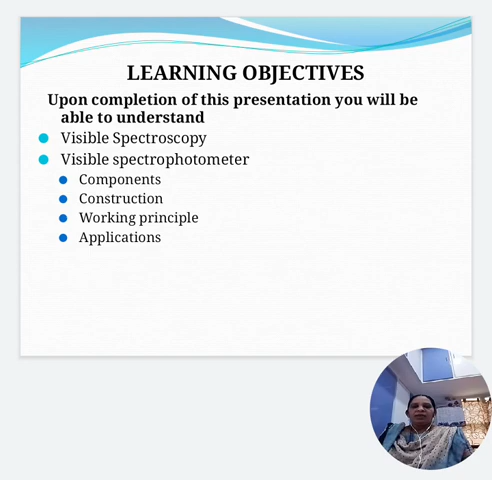 LEARNING OBJECTIVES
Upon completion of this presentation you will be
able to understand
Visible Spectroscopy
Visible spectrophotometer
Components
Construction
Working principle
Applications